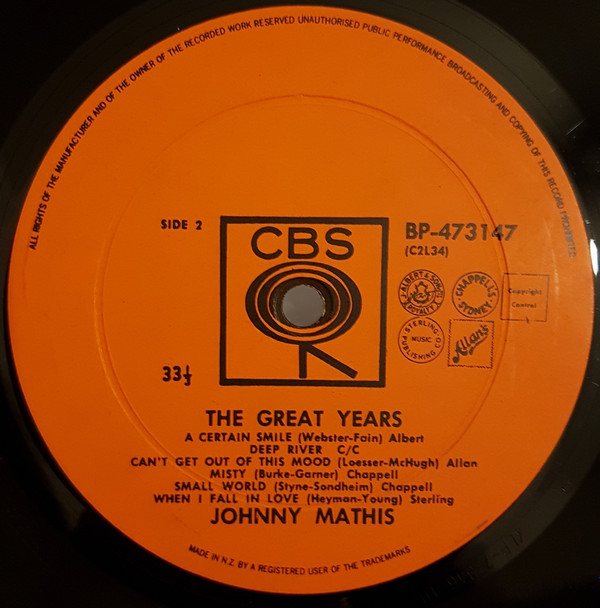 ALL RIGHTS OF THE MANUFACTURER AND OF THE OWNER OF THE RECORDED WORK RESERVED UNAUTHORISED PUBLIC PERFORMANCE BROADCASTING AND COPYING OF THIS RECORD PROHIBITED
SIDE 2
CBS
BP-473147
(C2L34)
J. ALBERT & SON
ROYALTY
CHAPPELL'S
SYDNEY
Copyright
Control
STERLING
MUSIC
PUBLISHING CO.
Allan's
33⅓
THE GREAT YEARS
A CERTAIN SMILE (Webster-Fain) Albert
DEEP RIVER C/C
CAN'T GET OUT OF THIS MOOD (Loesser-McHugh) Allan
MISTY (Burke-Garner) Chappell
SMALL WORLD (Styne-Sondheim) Chappell
WHEN I FALL IN LOVE (Heyman-Young) Sterling
JOHNNY MATHIS
MADE IN N.Z. BY A REGISTERED USER OF THE TRADEMARKS